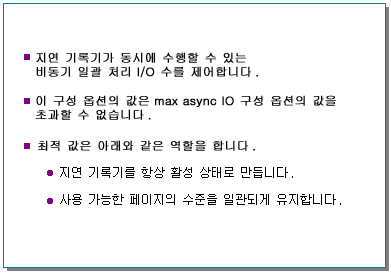 지연 기록기가 동시에 수행할 수 있는
비동기 일괄 처리 I/O 수를 제어합니다.
이 구성 옵션의 값은 max async IO 구성 옵션의 값을
초과할 수 없습니다.
최적 값은 아래와 같은 역할을 합니다.
지연 기록기를 항상 활성 상태로 만듭니다.
사용 가능한 페이지의 수준을 일관되게 유지합니다.